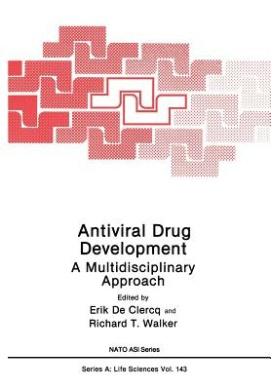 Antiviral Drug
Development
A Multidisciplinary
Approach
Edited by
Erik De Clercq and
Richard T. Walker
NATO ASI Series
Series A: Life Sciences Vol. 143